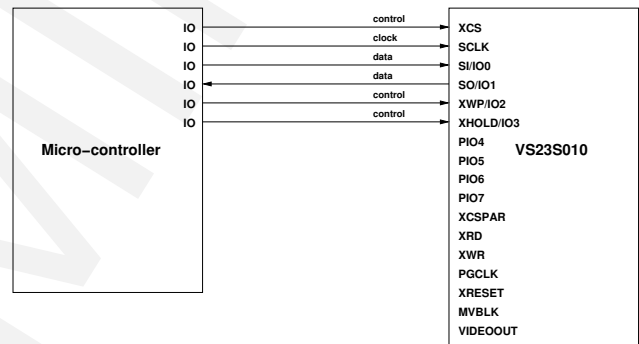 control
IO XCS
clock
IO SCLK
data
IO SI/IO0
data
IO SO/IO1
control
IO XWP/IO2
control
IO XHOLD/IO3
PIO4
Micro-controller VS23S010
PIO5
PIO6
PIO7
XCSPAR
XRD
XWR
PGCLK
XRESET
MVBLK
VIDEOOUT